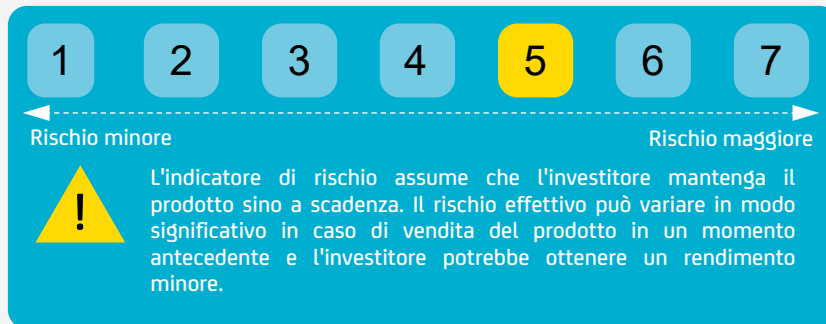 1 2 3 4 5 6 7
Rischio minore Rischio maggiore
!
L'indicatore di rischio assume che l'investitore mantenga il
prodotto sino a scadenza. Il rischio effettivo può variare in modo
significativo in caso di vendita del prodotto in un momento
antecedente e l'investitore potrebbe ottenere un rendimento
minore.